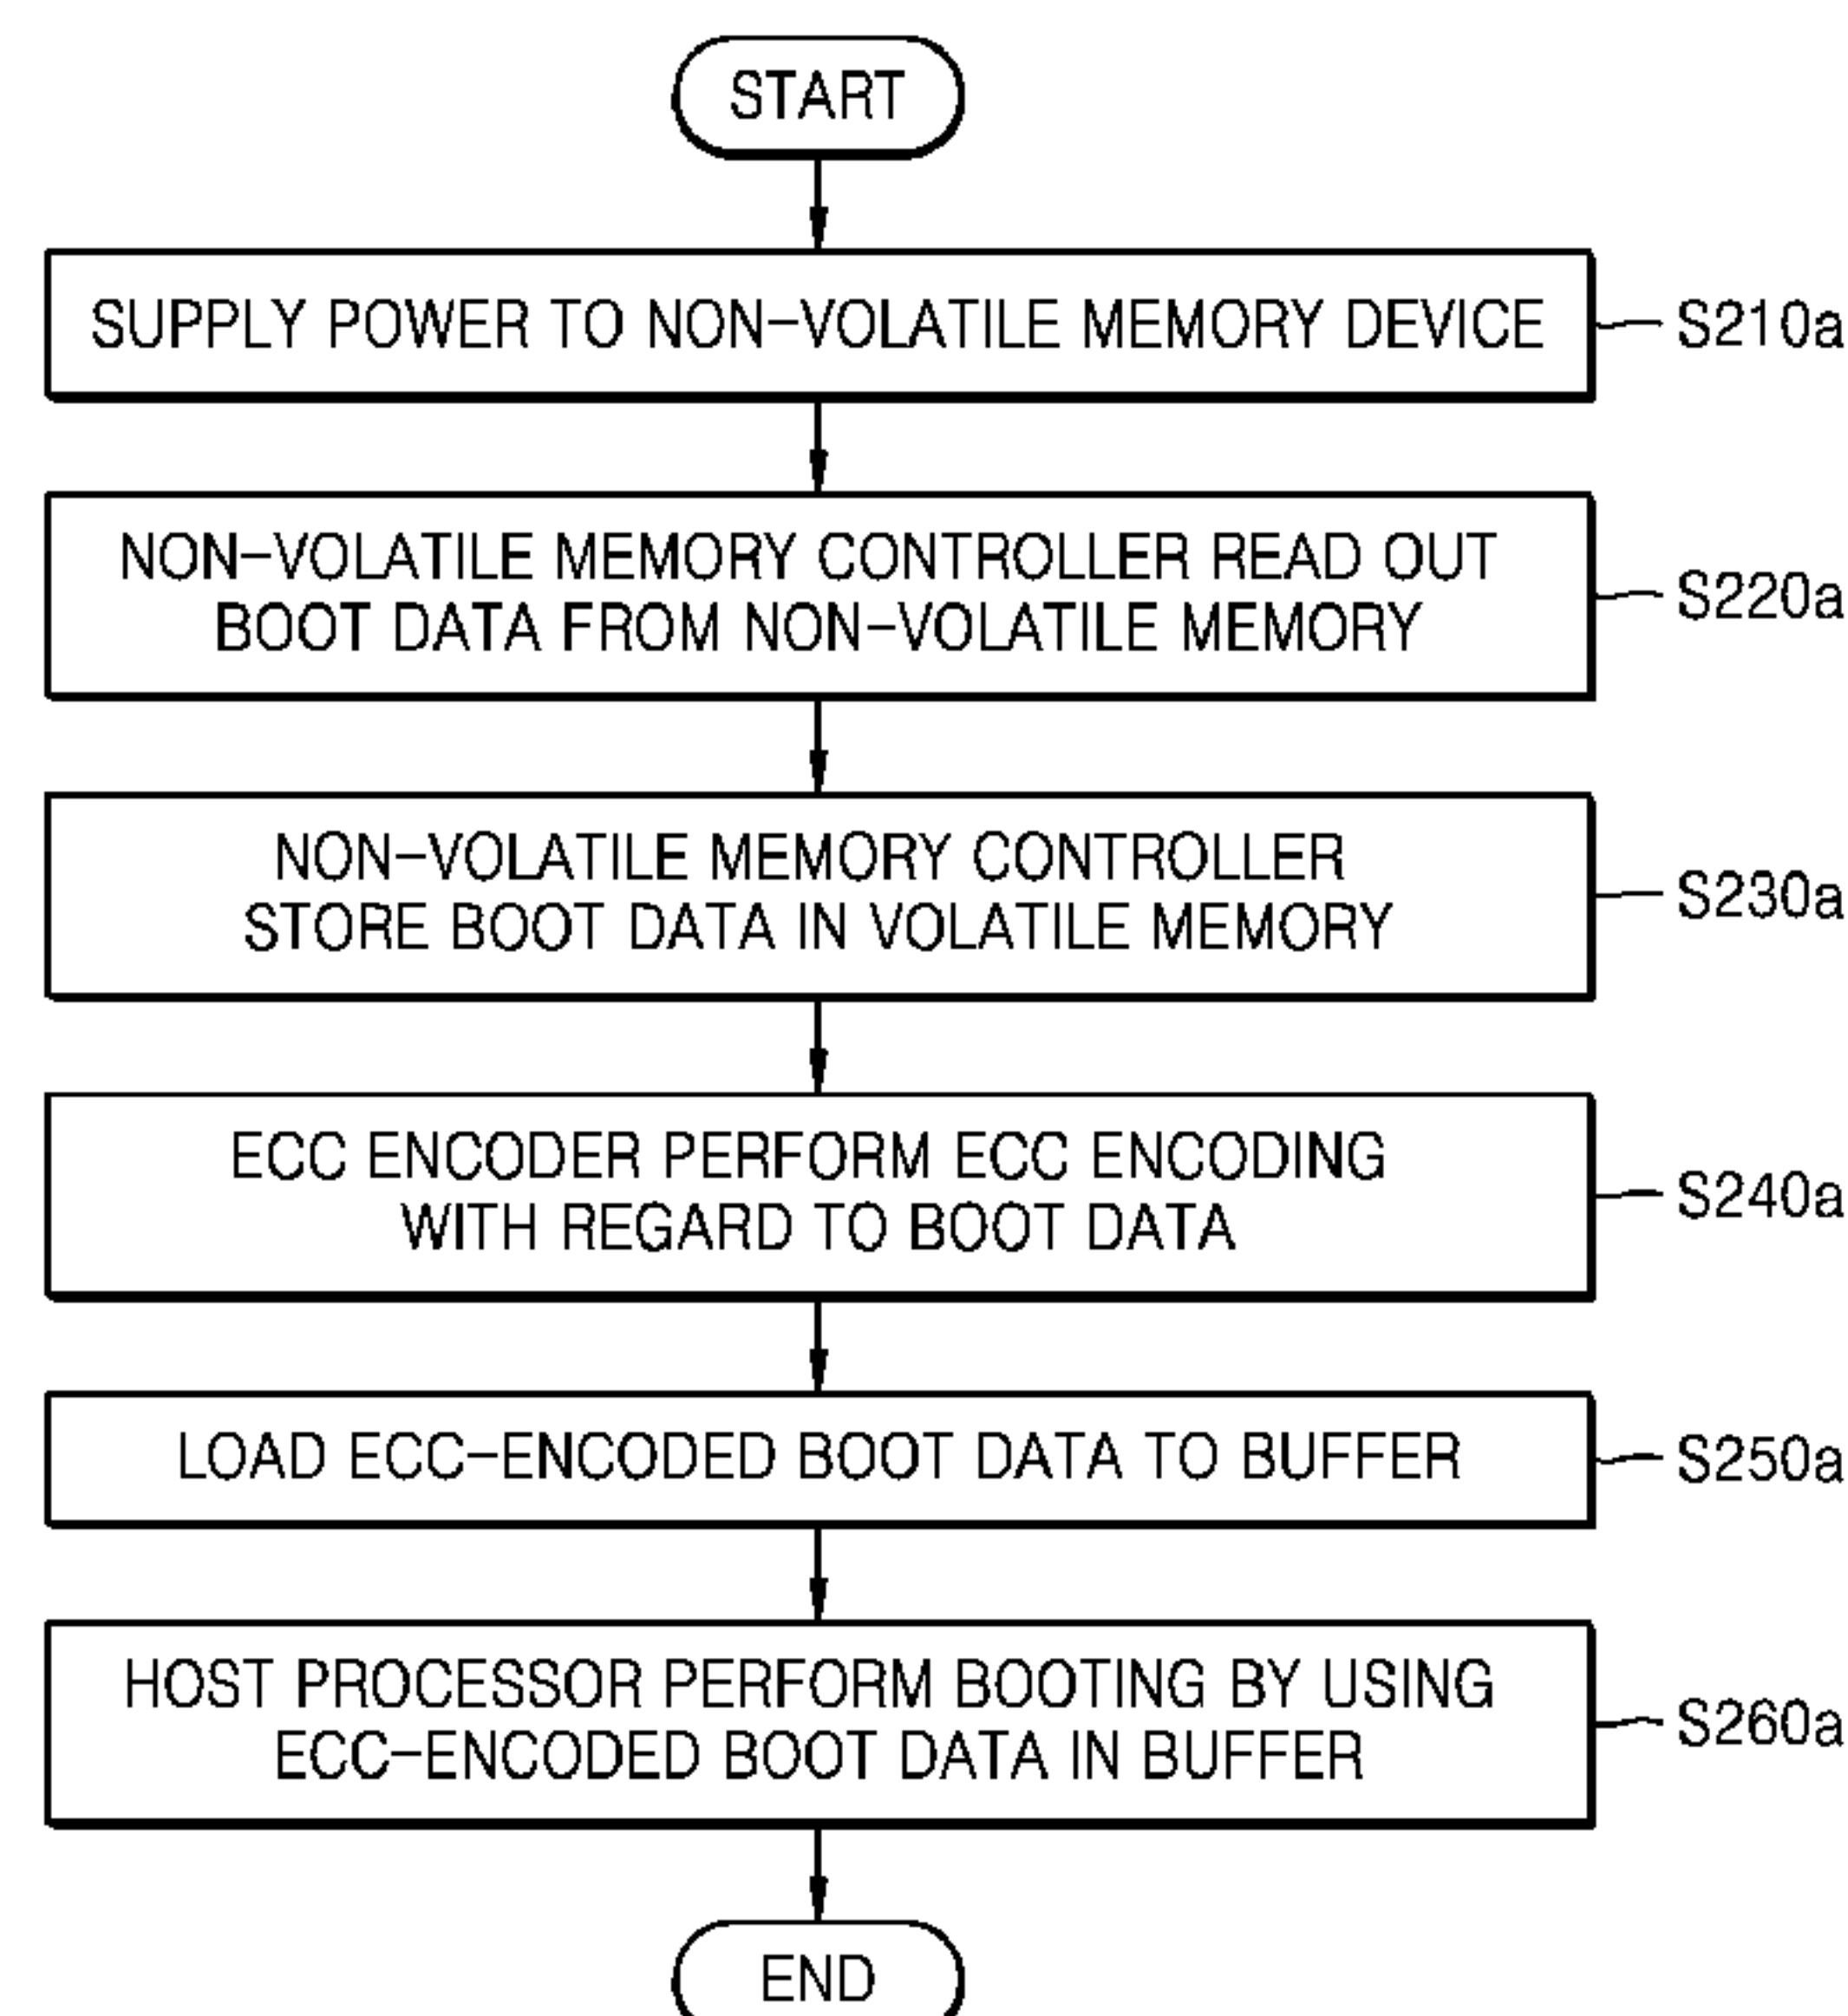 START
SUPPLY POWER TO NON-VOLATILE MEMORY DEVICE
S210a
NON-VOLATILE MEMORY CONTROLLER READ OUT
BOOT DATA FROM NON-VOLATILE MEMORY
S220a
NON-VOLATILE MEMORY CONTROLLER
STORE BOOT DATA IN VOLATILE MEMORY
S230a
ECC ENCODER PERFORM ECC ENCODING
WITH REGARD TO BOOT DATA
S240a
LOAD ECC-ENCODED BOOT DATA TO BUFFER
S250a
HOST PROCESSOR PERFORM BOOTING BY USING
ECC-ENCODED BOOT DATA IN BUFFER
S260a
END